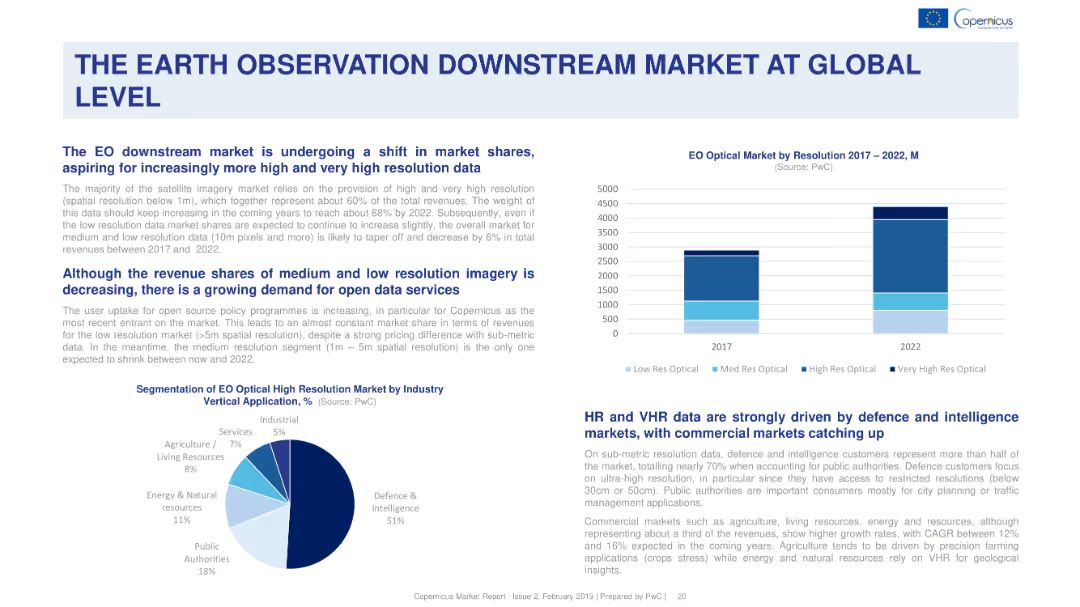 Copernicus
THE EARTH OBSERVATION DOWNSTREAM MARKET AT GLOBAL
LEVEL
The EO downstream market is undergoing a shift in market shares,
aspiring for increasingly more high and very high resolution data
The majority of the satellite imagery market relies on the provision of high and very high resolution
(spatial resolution below 1m), which together represent about 60% of the total revenues. The weight of
this data should keep increasing in the coming years to reach about 68% by 2022. Subsequently, even if
the low resolution data market shares are expected to continue to increase slightly, the overall market for
medium and low resolution data (10m pixels and more) is likely to taper off and decrease by 6% in total
revenues between 2017 and 2022.
Although the revenue shares of medium and low resolution imagery is
decreasing, there is a growing demand for open data services
The user uptake for open source policy programmes is increasing, in particular for Copernicus as the
most recent entrant on the market. This leads to an almost constant market share in terms of revenues
for the low resolution market (>5m spatial resolution), despite a strong pricing difference with sub-metric
data. In the meantime, the medium resolution segment (1m – 5m spatial resolution) is the only one
expected to shrink between now and 2022.
Segmentation of EO Optical High Resolution Market by Industry
Vertical Application, % (Source: PwC)
Industrial
5%
Services
7%
Agriculture /
Living Resources
8%
Energy & Natural
resources
11%
Public
Authorities
18%
Defence &
Intelligence
51%
EO Optical Market by Resolution 2017 – 2022, M
(Source: PwC)
5000
4500
4000
3500
3000
2500
2000
1500
1000
500
0
2017
2022
Low Res Optical
Med Res Optical
High Res Optical
Very High Res Optical
HR and VHR data are strongly driven by defence and intelligence
markets, with commercial markets catching up
On sub-metric resolution data, defence and intelligence customers represent more than half of
the market, totalling nearly 70% when accounting for public authorities. Defence customers focus
on ultra-high resolution, in particular since they have access to restricted resolutions (below
30cm or 50cm). Public authorities are important consumers mostly for city planning or traffic
management applications.
Commercial markets such as agriculture, living resources, energy and resources, although
representing about a third of the revenues, show higher growth rates, with CAGR between 12%
and 16% expected in the coming years. Agriculture tends to be driven by precision farming
applications (crops stress) while energy and natural resources rely on VHR for geological
insights.
Copernicus Market Report Issue 2, February 2019 | Prepared by PwC | 20